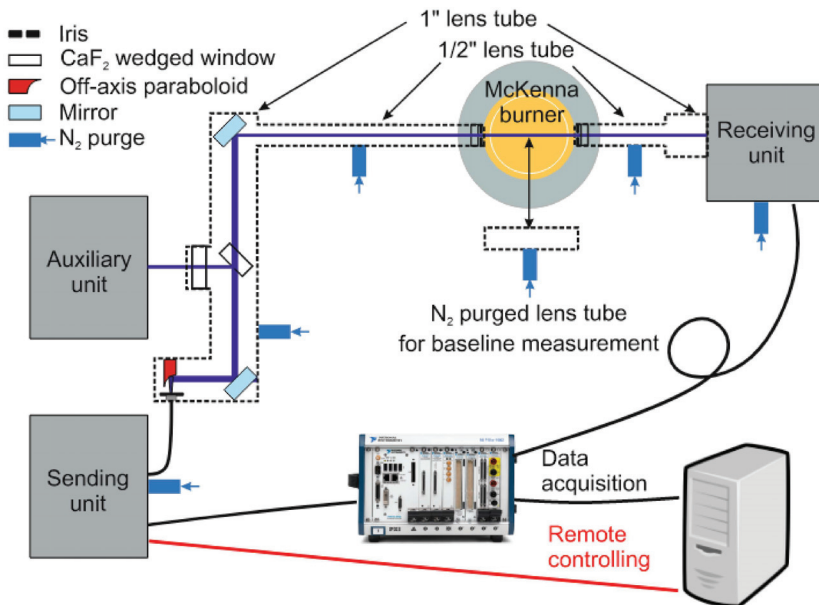 Iris
CaF₂ wedged window
Off-axis paraboloid
Mirror
N₂ purge
1" lens tube
1/2" lens tube
McKenna
burner
Receiving
unit
Auxiliary
unit
N₂ purged lens tube
for baseline measurement
Sending
unit
Data
acquisition
Remote
controlling